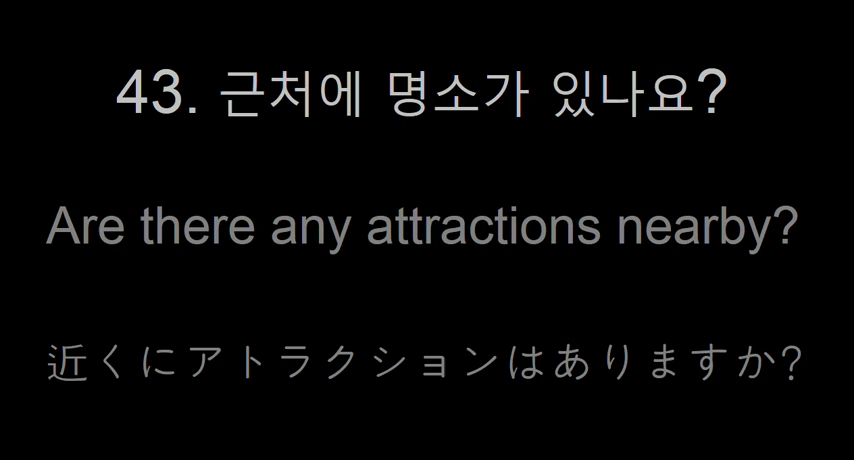 43. 근처에 명소가 있나요?
Are there any attractions nearby?
近くにアトラクションはありますか?